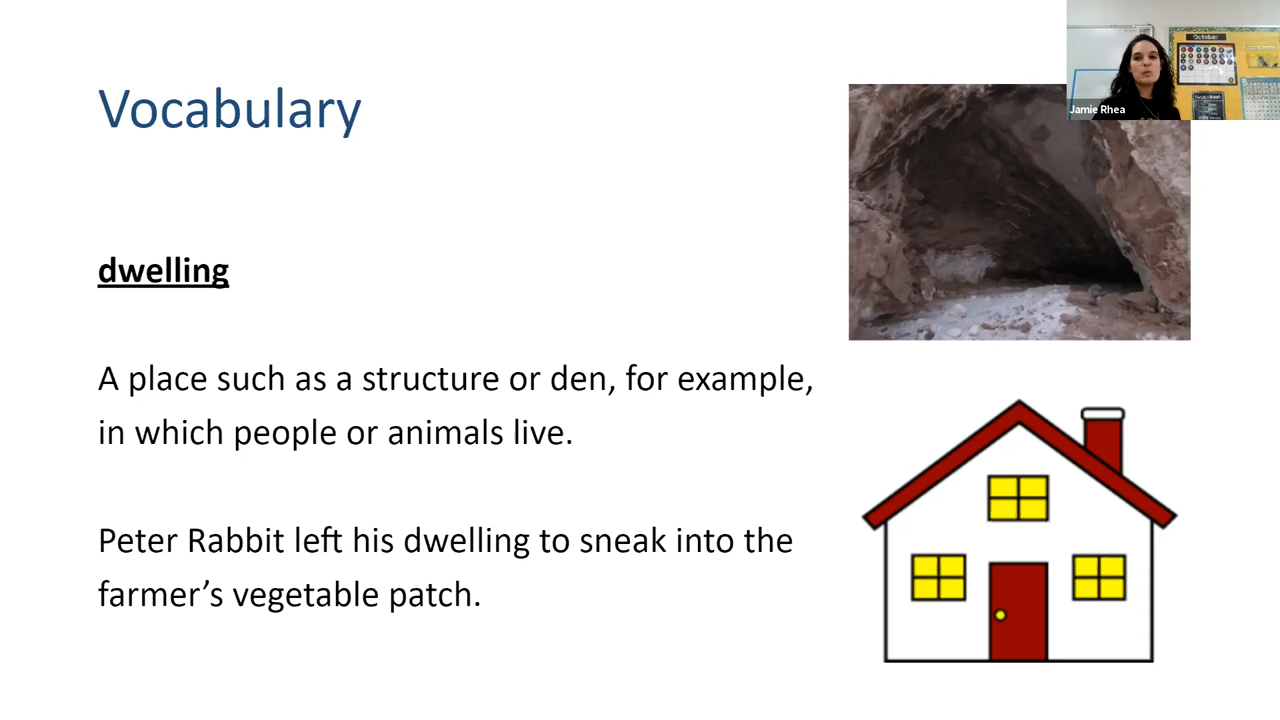 Vocabulary
dwelling
A place such as a structure or den, for example,
in which people or animals live.
Peter Rabbit left his dwelling to sneak into the
farmer’s vegetable patch.
October
Jamie Rhea